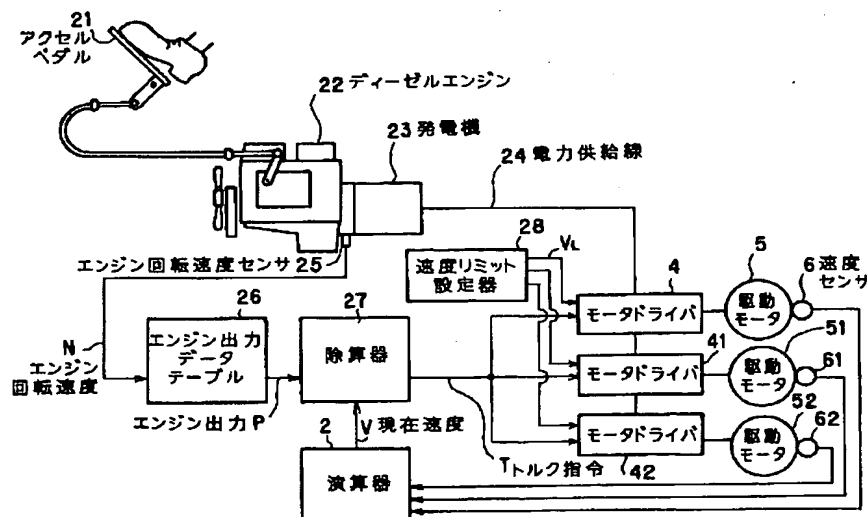 21
アクセル
ペダル
22 ディーゼルエンジン
23 発電機
24 電力供給線
エンジン回転速度センサ 25
28
速度リミット
設定器
VL
4
モータドライバ
5
駆動
モータ
6 速度
センサ
N
エンジン
回転速度
26
エンジン出力
データ
テーブル
エンジン出力 P
27
除算器
41
モータドライバ
51
駆動
モータ
61
モータドライバ
42
52
駆動
モータ
62
V 現在速度
T トルク指令
2
演算器